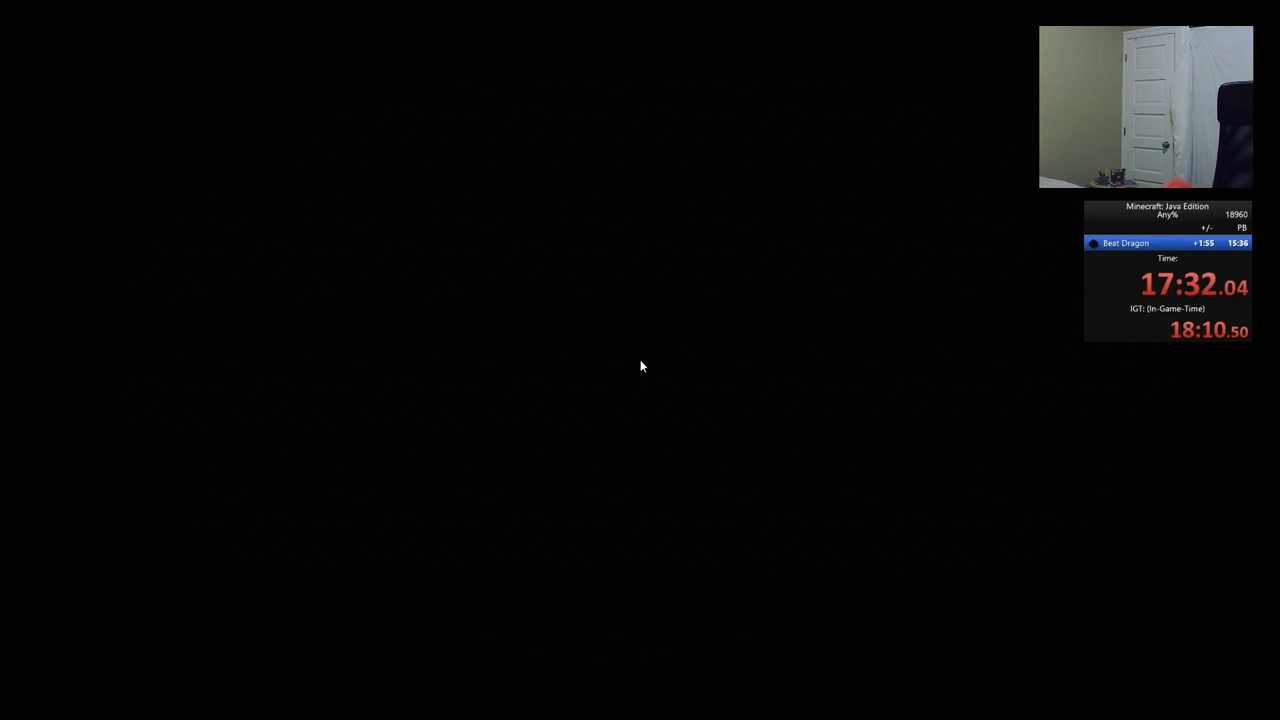 Minecraft: Java Edition
Any% 18960
+/- PB
Beat Dragon +1:55 15:36
Time:
17:32.04
IGT: (In-Game-Time)
18:10.50